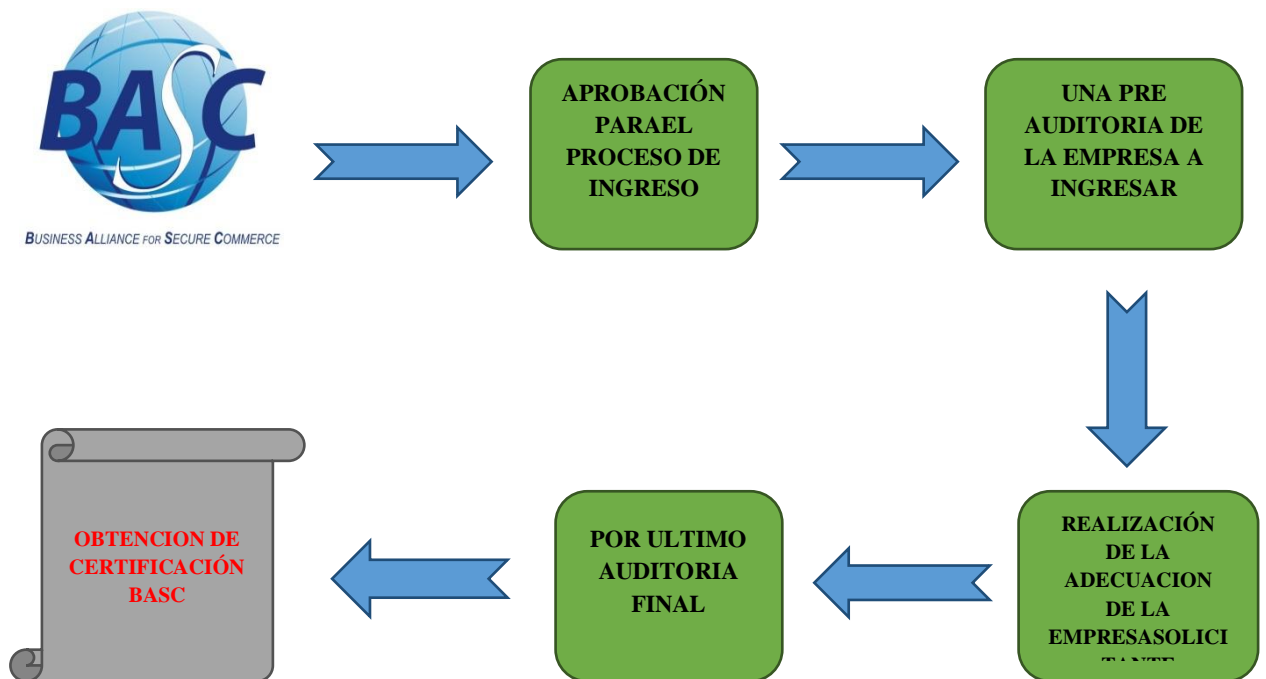 BASC
BUSINESS ALLIANCE FOR SECURE COMMERCE
APROBACIÓN
PARAEL
PROCESO DE
INGRESO
UNA PRE
AUDITORIA DE
LA EMPRESA A
INGRESAR
REALIZACIÓN
DE LA
ADECUACION
DE LA
EMPRESASOLICI
TANTE
POR ULTIMO
AUDITORIA
FINAL
OBTENCION DE
CERTIFICACIÓN
BASC